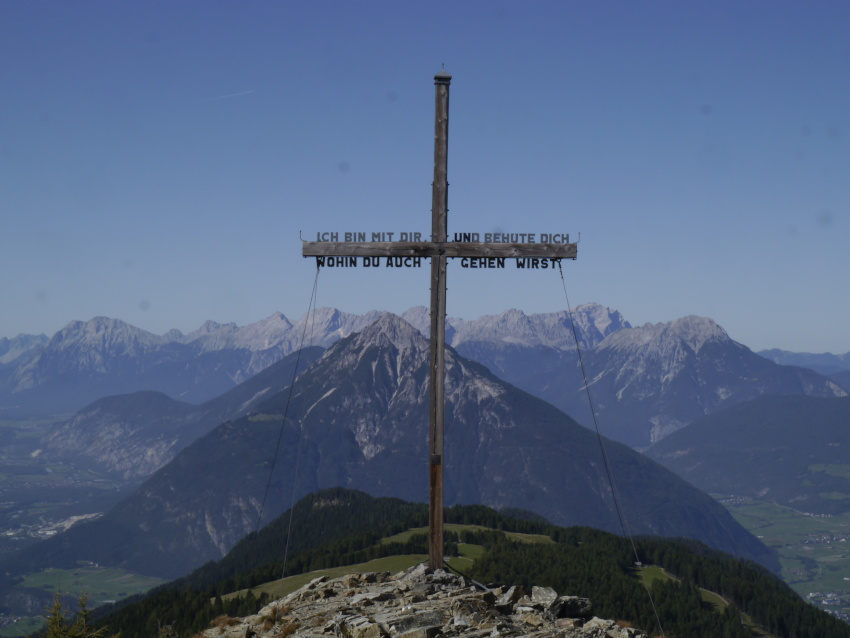 ICH BIN MIT DIR, UND BEHUTE DICH
WOHIN DU AUCH GEHEN WIRST